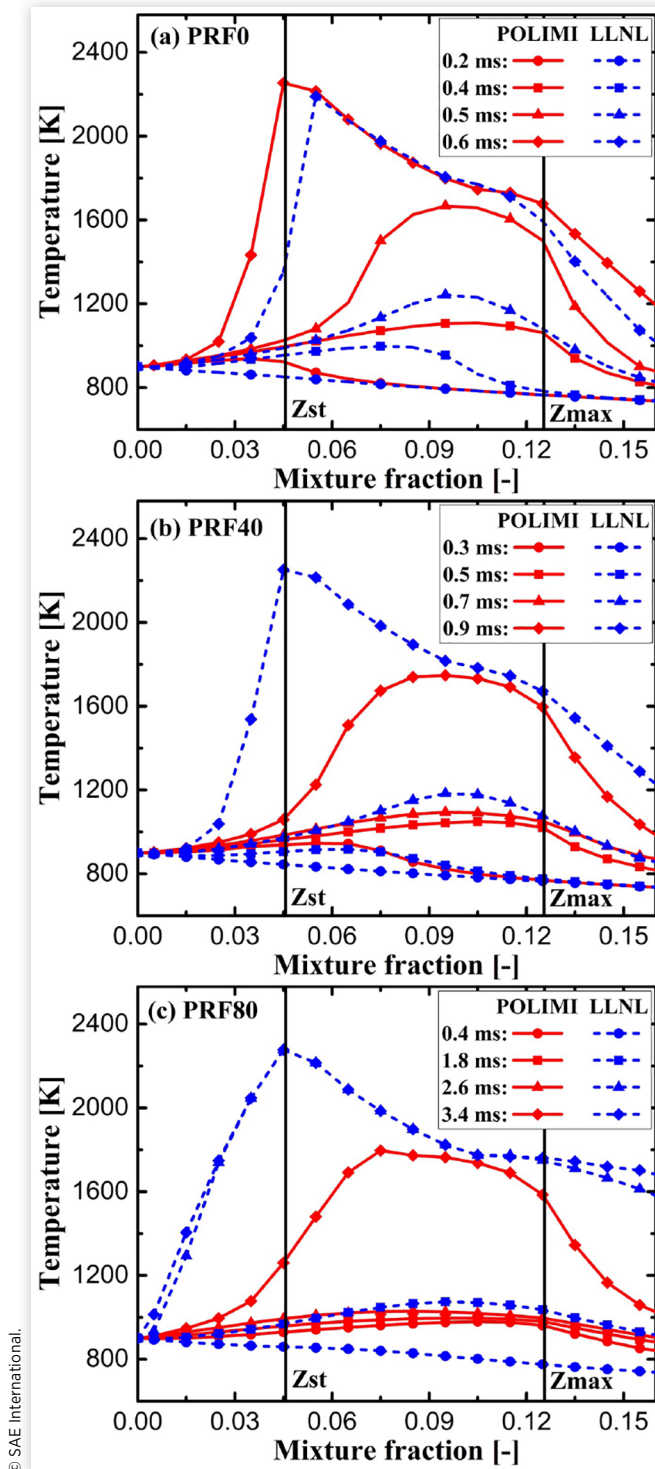 (a) PRF0
POLIMI LLNL
0.2 ms:
0.4 ms:
0.5 ms:
0.6 ms:
2400
2000
1600
1200
800
Temperature [K]
Zst
Zmax
0.00 0.03 0.06 0.09 0.12 0.15
Mixture fraction [-]
(b) PRF40
POLIMI LLNL
0.3 ms:
0.5 ms:
0.7 ms:
0.9 ms:
2400
2000
1600
1200
800
Temperature [K]
Zst
Zmax
0.00 0.03 0.06 0.09 0.12 0.15
Mixture fraction [-]
(c) PRF80
POLIMI LLNL
0.4 ms:
1.8 ms:
2.6 ms:
3.4 ms:
2400
2000
1600
1200
800
Temperature [K]
Zst
Zmax
0.00 0.03 0.06 0.09 0.12 0.15
Mixture fraction [-]
© SAE International.